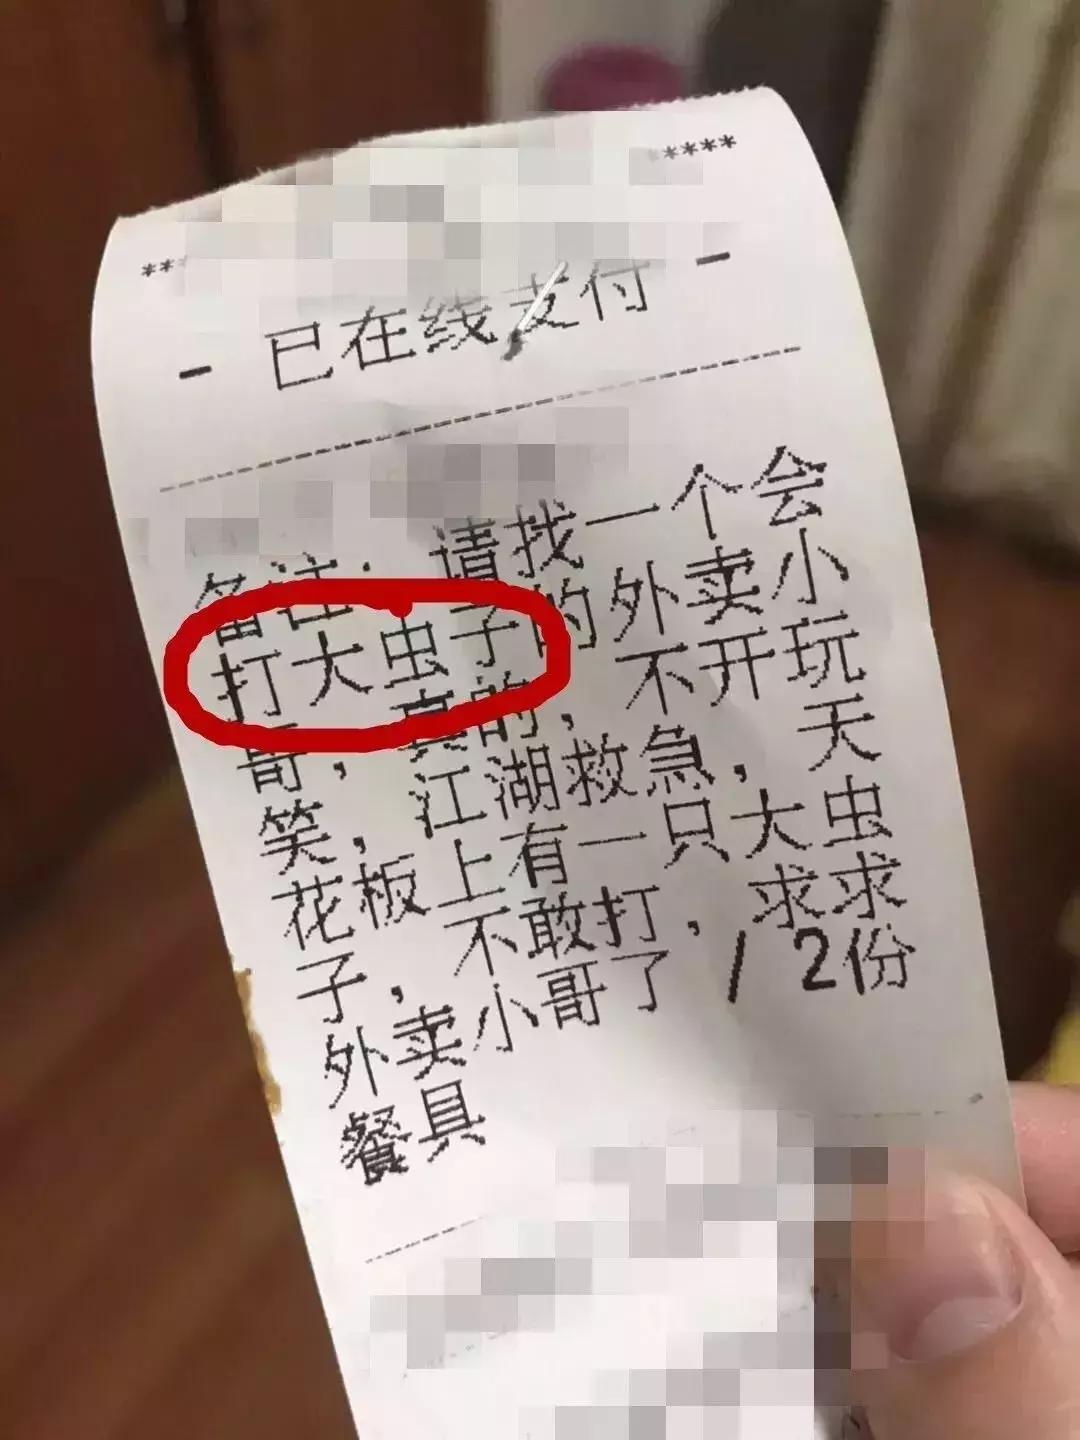 *****
**
- 已在线支付 -
备注：请找一个会
打大虫子的外卖小
哥，真的，不开玩
笑，江湖救急，天
花板上有一只大虫
子，不敢打，求求
外卖小哥了 / 2份
餐具